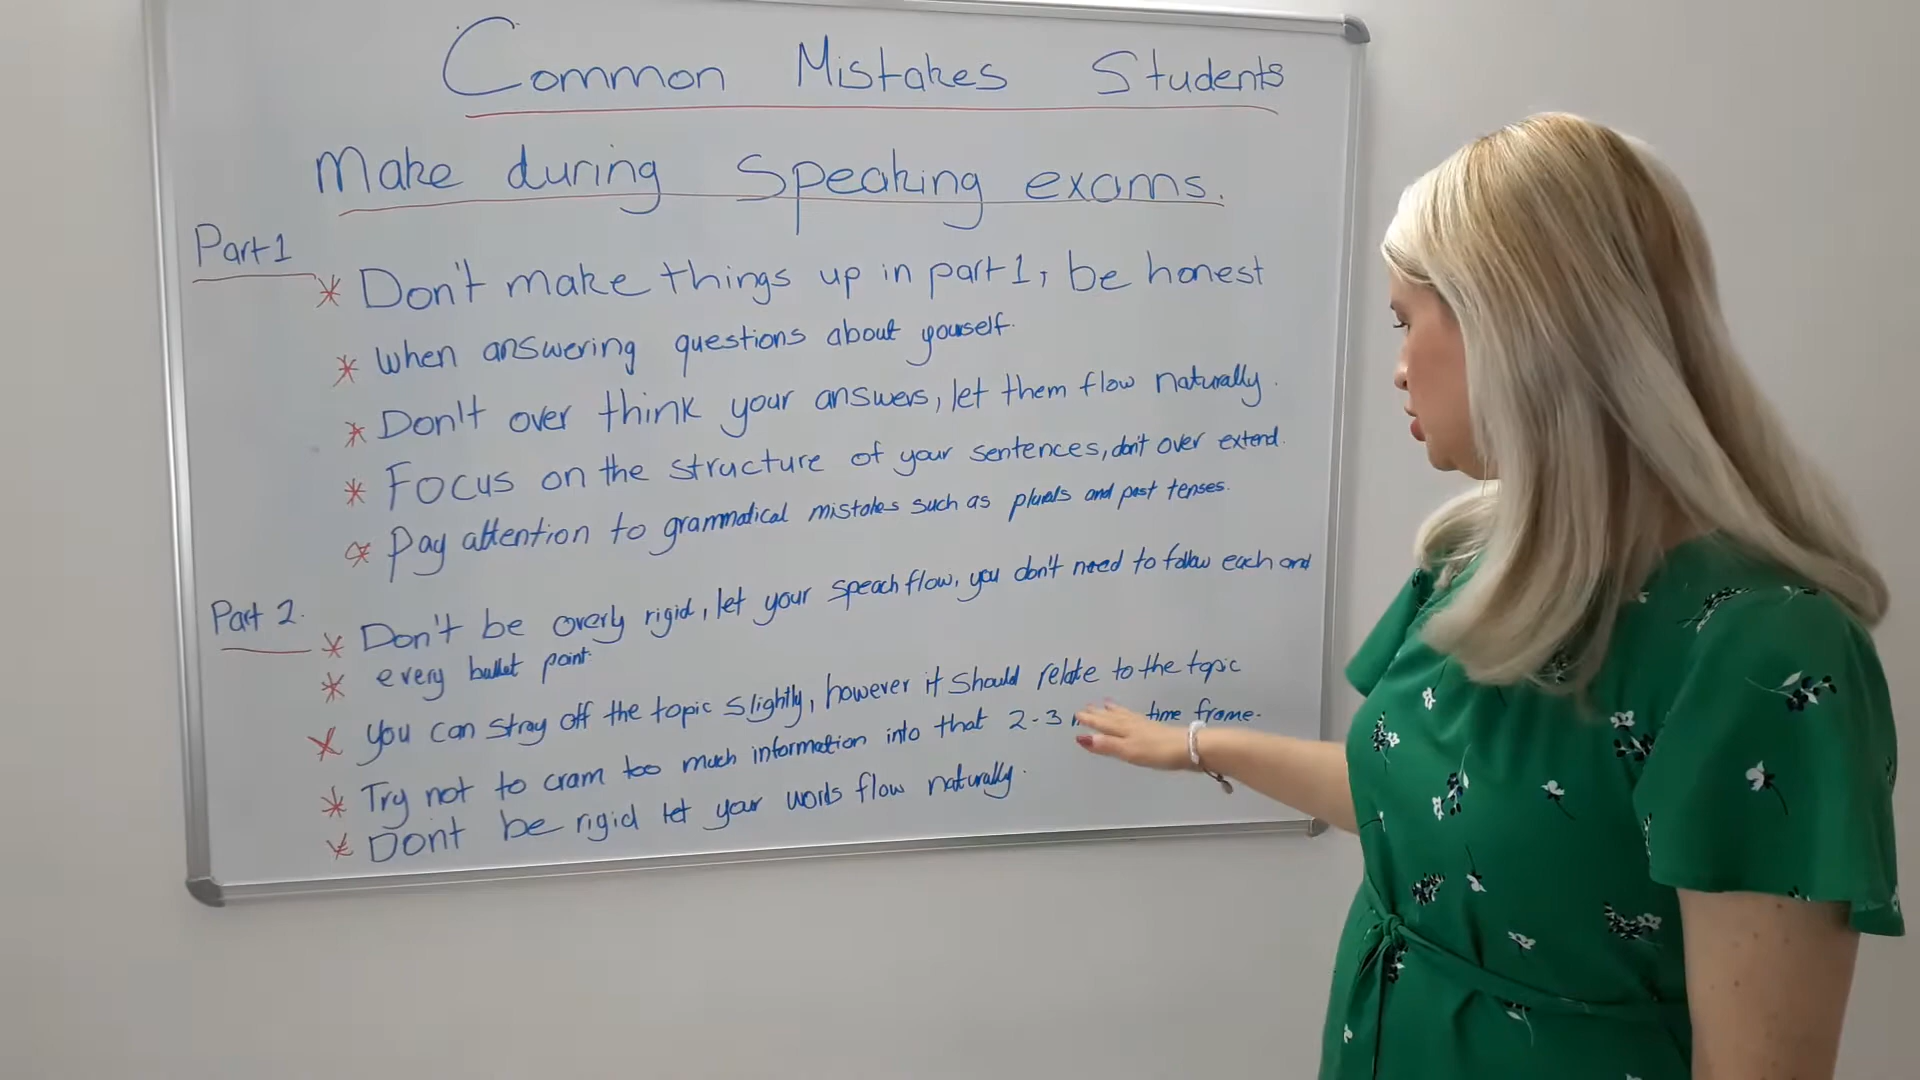 Common Mistakes Students
Make during Speaking exams.
Part 1
* Don't make things up in part 1, be honest
* when answering questions about yourself.
* Don't over think your answers, let them flow naturally.
* Focus on the structure of your sentences, don't over extend.
* Pay attention to grammatical mistakes such as plurals and past tenses.
Part 2.
* Don't be overly rigid, let your speach flow, you don't need to follow each and
* every bullet point.
* you can stray off the topic slightly, however it should relate to the topic
* Try not to cram too much information into that 2-3 time frame.
* Dont be rigid let your words flow naturally.